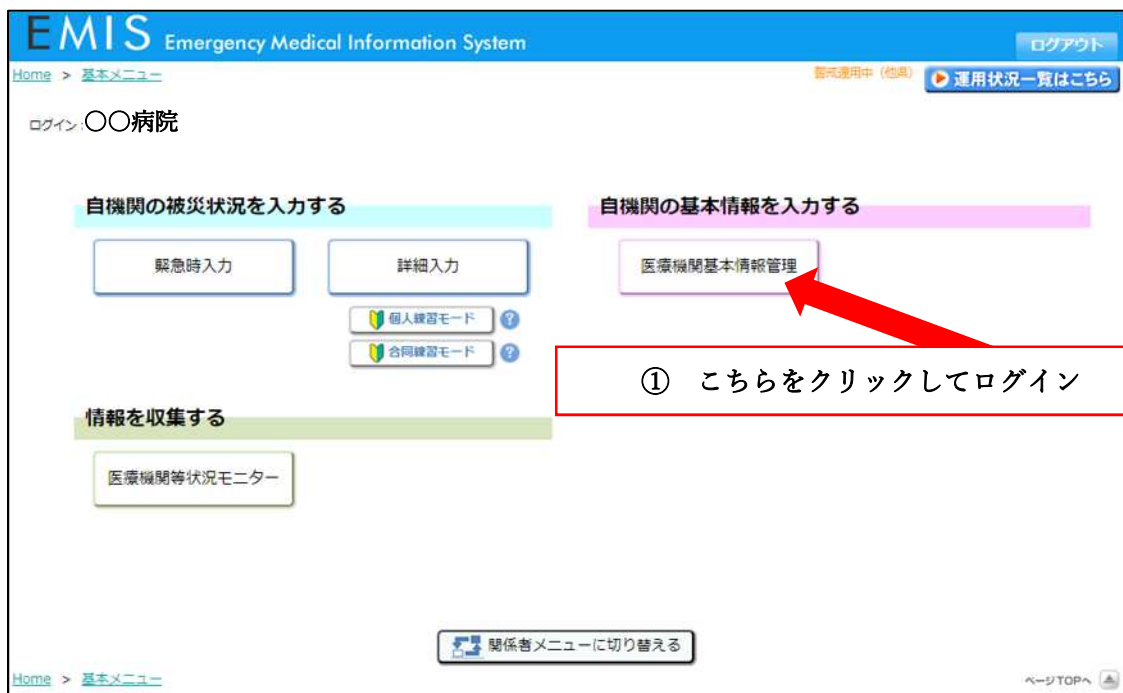 EMIS Emergency Medical Information System
ログアウト
Home > 基本メニュー
警戒運用中（他県）
運用状況一覧はこちら
ログイン:〇〇病院
自機関の被災状況を入力する
自機関の基本情報を入力する
緊急時入力
詳細入力
医療機関基本情報管理
個人練習モード ?
合同練習モード ?
① こちらをクリックしてログイン
情報を収集する
医療機関等状況モニター
関係者メニューに切り替える
Home > 基本メニュー
ページTOPへ